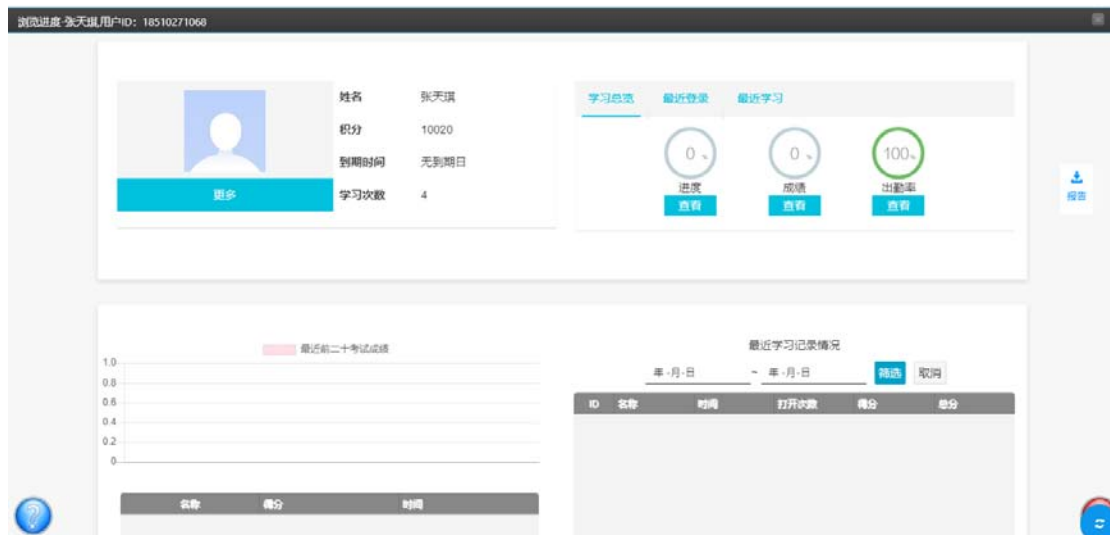 浏览进度-张天琪,用户ID：18510271068
姓名 张天琪
积分 10020
到期时间 无到期日
学习次数 4
更多
学习总览 最近登录 最近学习
0 % 0 % 100%
进度 成绩 出勤率
查看 查看 查看
报告
最近前二十考试成绩
1.0
0.8
0.6
0.4
0.2
0
名称 得分 时间
最近学习记录情况
年-月-日 ~ 年-月-日 筛选 取消
ID 名称 时间 打开次数 得分 总分